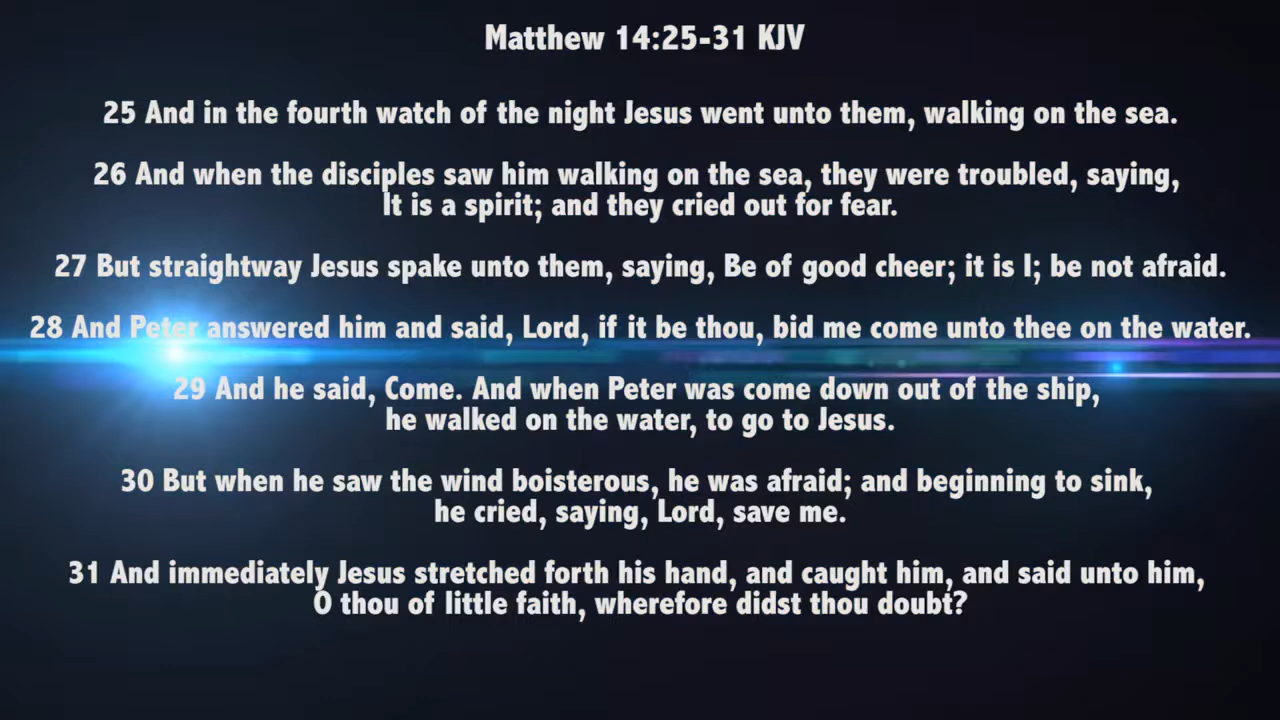 Matthew 14:25-31 KJV
25 And in the fourth watch of the night Jesus went unto them, walking on the sea.
26 And when the disciples saw him walking on the sea, they were troubled, saying,
It is a spirit; and they cried out for fear.
27 But straightway Jesus spake unto them, saying, Be of good cheer; it is I; be not afraid.
28 And Peter answered him and said, Lord, if it be thou, bid me come unto thee on the water.
29 And he said, Come. And when Peter was come down out of the ship,
he walked on the water, to go to Jesus.
30 But when he saw the wind boisterous, he was afraid; and beginning to sink,
he cried, saying, Lord, save me.
31 And immediately Jesus stretched forth his hand, and caught him, and said unto him,
O thou of little faith, wherefore didst thou doubt?